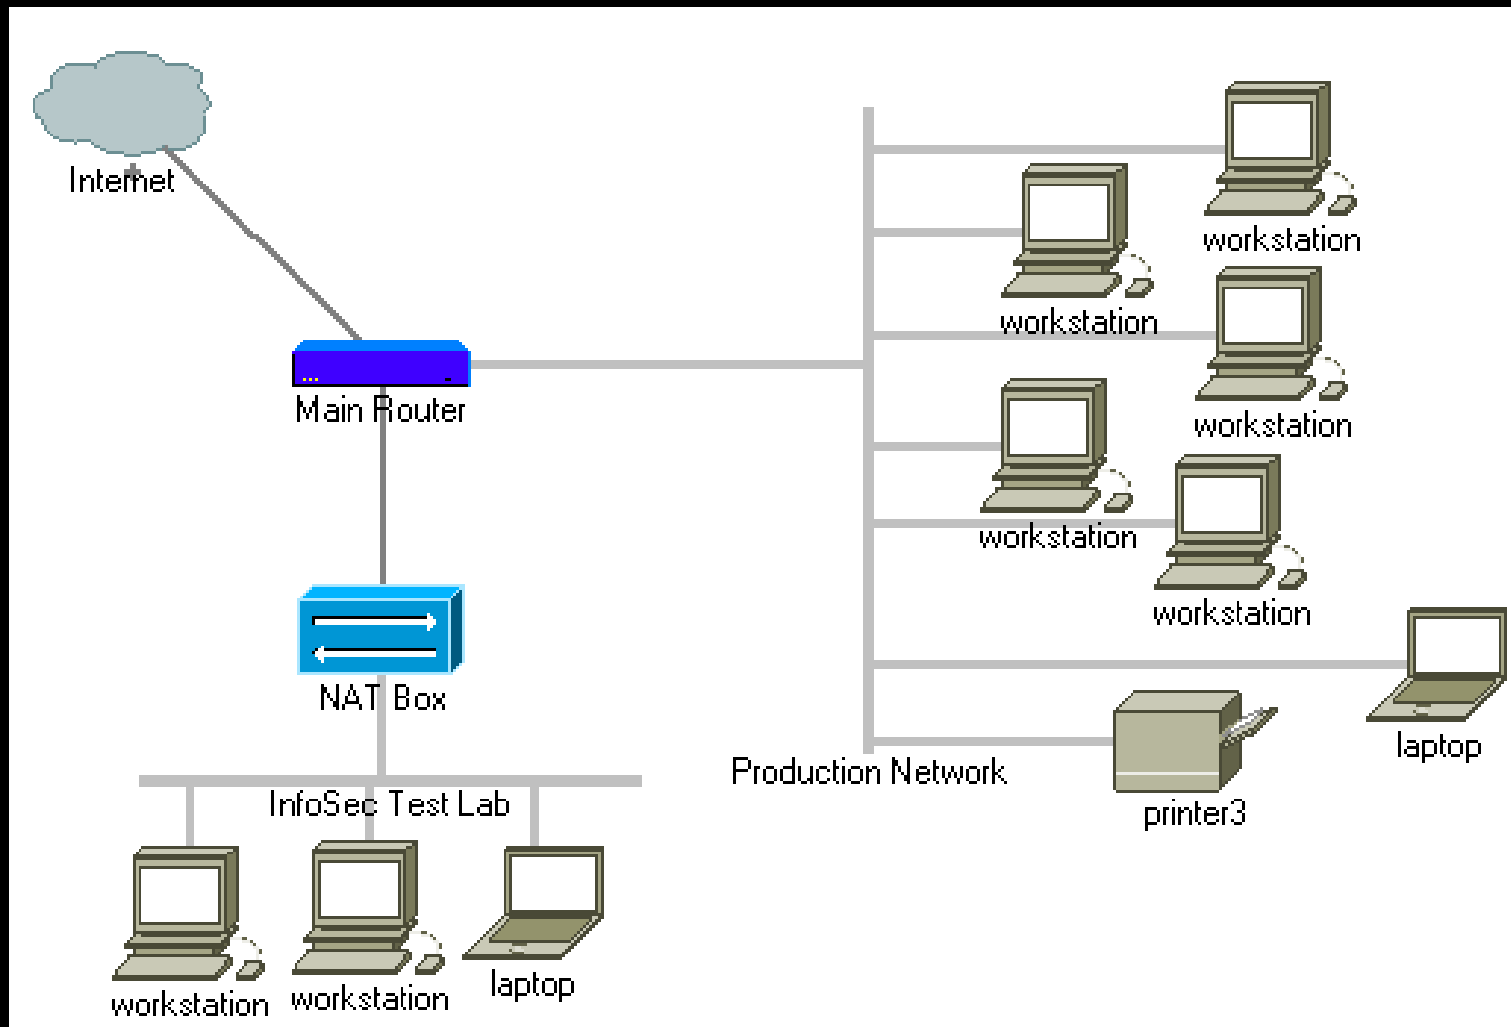 Internet
workstation
workstation
Main Router
workstation
workstation
workstation
NAT Box
laptop
Production Network
printer3
InfoSec Test Lab
workstation
workstation
laptop